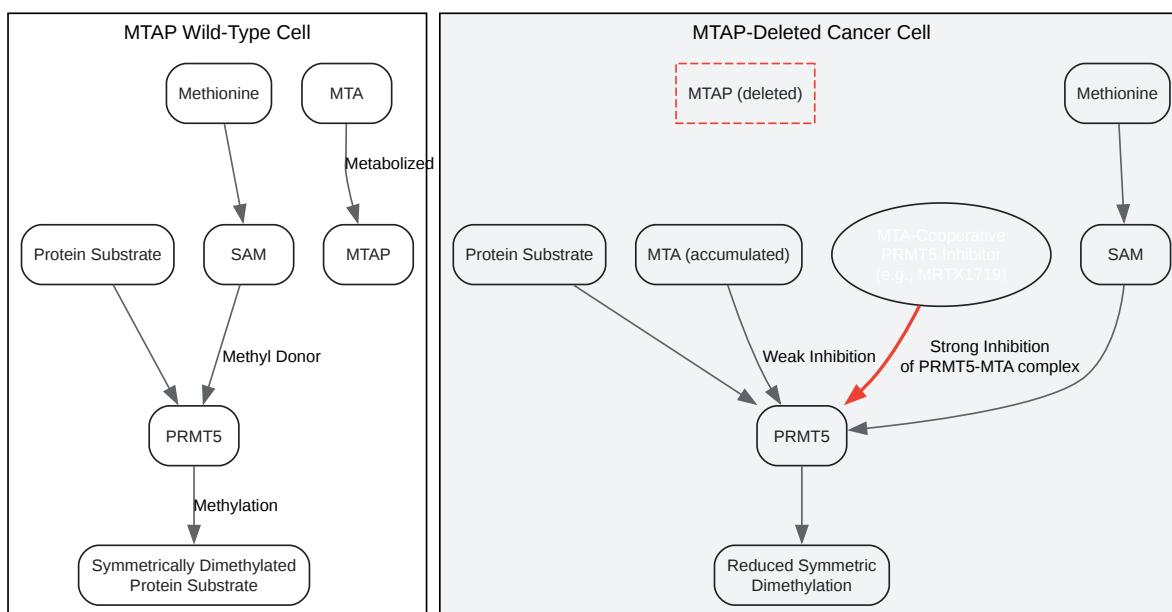 MTAP Wild-Type Cell
Methionine
MTA
Metabolized
Protein Substrate
SAM
MTAP
Methyl Donor
PRMT5
Methylation
Symmetrically Dimethylated
Protein Substrate
MTAP-Deleted Cancer Cell
MTAP (deleted)
Methionine
Protein Substrate
MTA (accumulated)
MTA-Cooperative
PRMT5 Inhibitor
(e.g., MRTX1719)
SAM
Weak Inhibition
Strong Inhibition
of PRMT5-MTA complex
PRMT5
Reduced Symmetric
Dimethylation